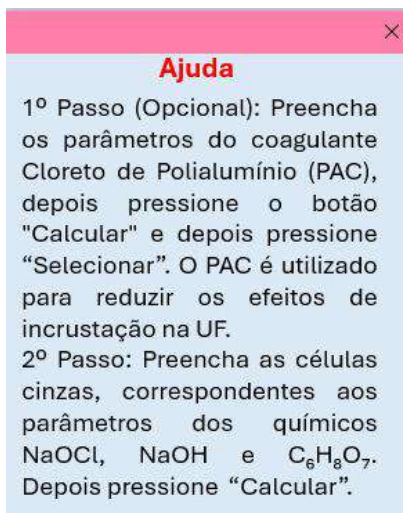 ×
Ajuda
1º Passo (Opcional): Preencha
os parâmetros do coagulante
Cloreto de Polialumínio (PAC),
depois pressione o botão
"Calcular" e depois pressione
“Selecionar”. O PAC é utilizado
para reduzir os efeitos de
incrustação na UF.
2º Passo: Preencha as células
cinzas, correspondentes aos
parâmetros dos químicos
NaOCl, NaOH e C₆H₈O₇.
Depois pressione “Calcular”.